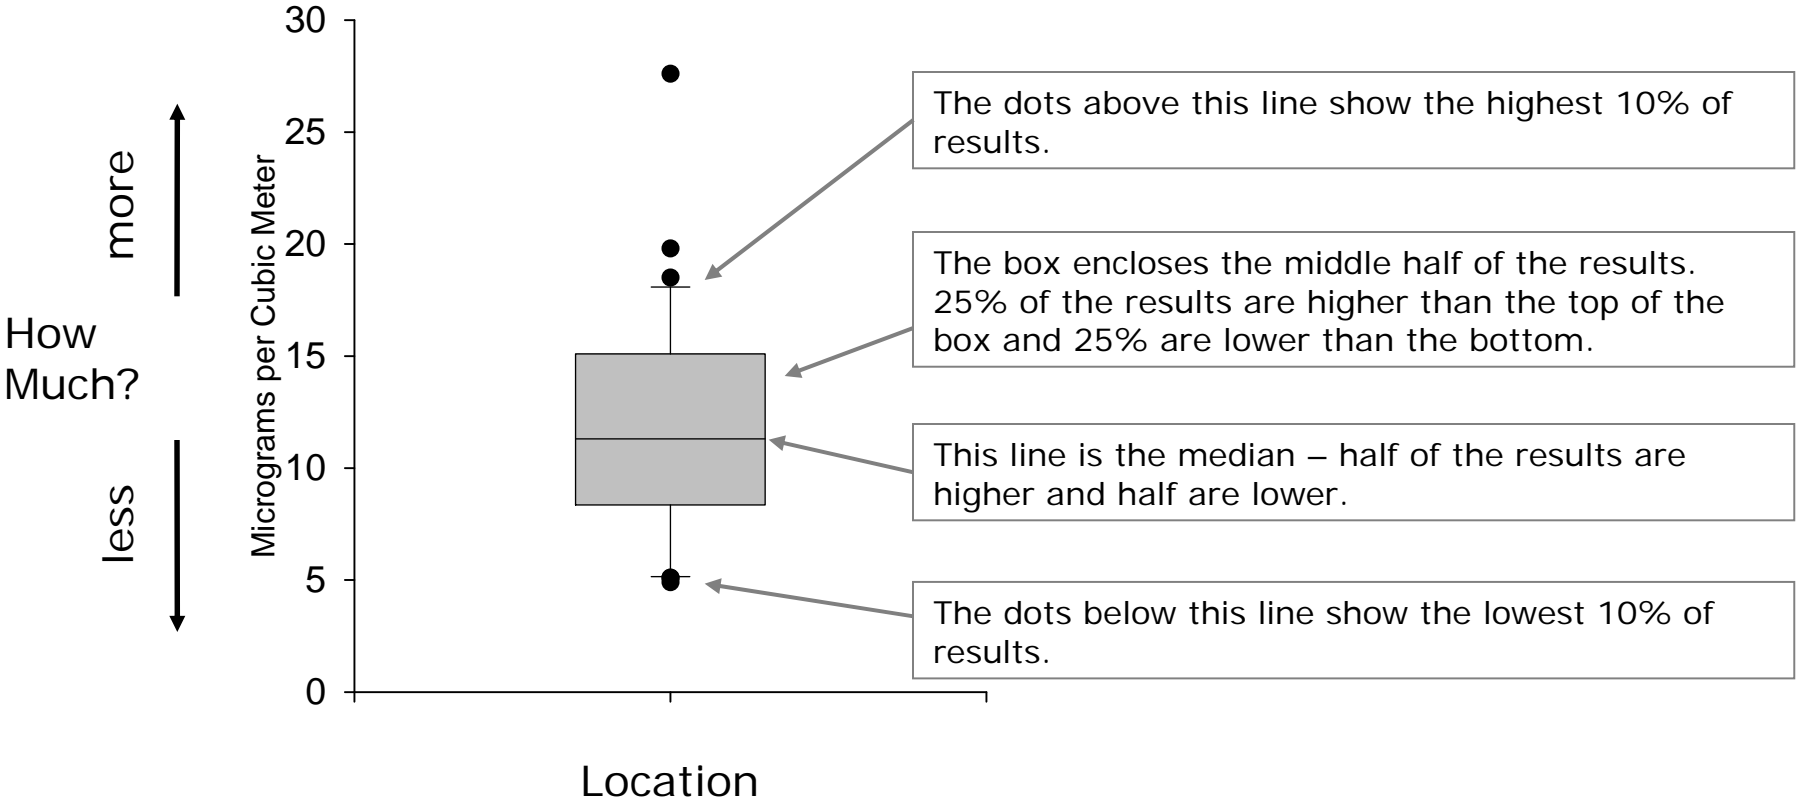 30
25
20
15
10
5
0
more
How
Much?
less
Micrograms per Cubic Meter
Location
The dots above this line show the highest 10% of
results.
The box encloses the middle half of the results.
25% of the results are higher than the top of the
box and 25% are lower than the bottom.
This line is the median – half of the results are
higher and half are lower.
The dots below this line show the lowest 10% of
results.